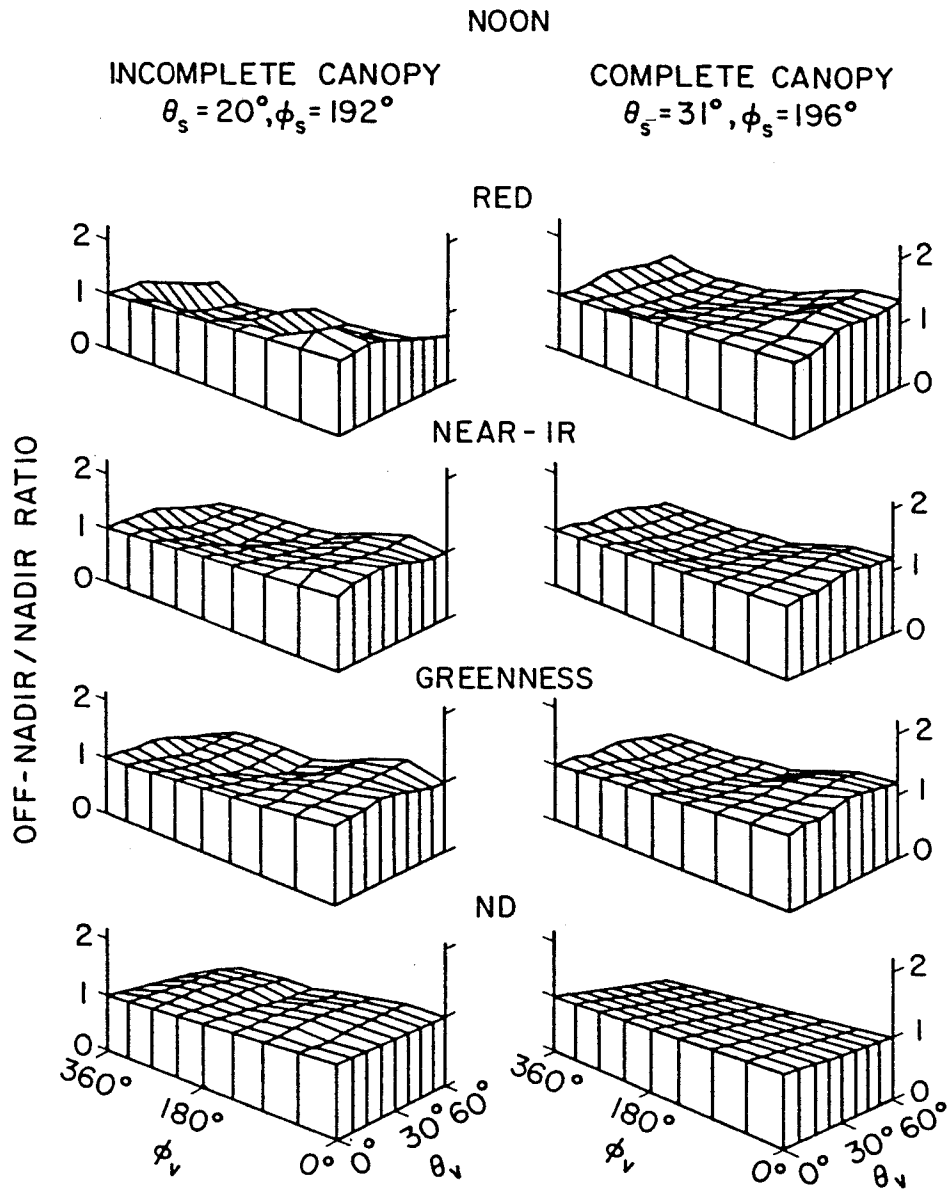 NOON
INCOMPLETE CANOPY
θs = 20°, ϕs = 192°
COMPLETE CANOPY
θs = 31°, ϕs = 196°
RED
2
1
0
2
1
0
NEAR-IR
2
1
0
2
1
0
GREENNESS
2
1
0
2
1
0
ND
2
1
0
2
1
0
OFF-NADIR/NADIR RATIO
360°
180°
0°
ϕv
0°
30°
60°
θv
360°
180°
0°
ϕv
0°
30°
60°
θv